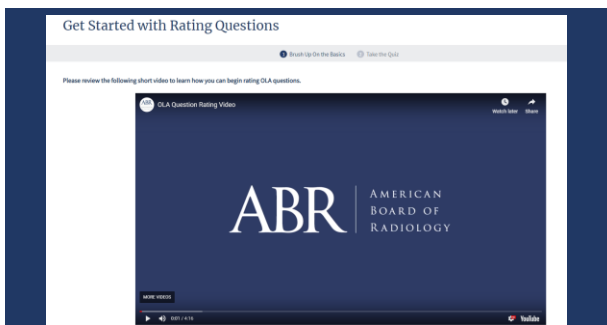 Get Started with Rating Questions
1 Brush Up On the Basics 2 Take the Quiz
Please review the following short video to learn how you can begin rating OLA questions.
ABR OLA Question Rating Video
Watch later Share
ABR AMERICAN
BOARD OF
RADIOLOGY
MORE VIDEOS
0:01 / 4:16 YouTube